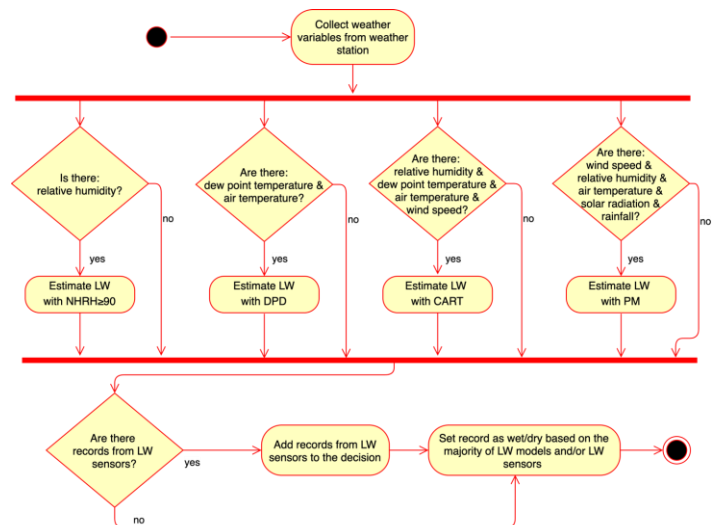 Collect weather
variables from weather
station
Is there:
relative humidity?
no
yes
Estimate LW
with NHRH≥90
Are there:
dew point temperature &
air temperature?
no
yes
Estimate LW
with DPD
Are there:
relative humidity &
dew point temperature &
air temperature &
wind speed?
no
yes
Estimate LW
with CART
Are there:
wind speed &
relative humidity &
air temperature &
solar radiation &
rainfall?
no
yes
Estimate LW
with PM
Are there
records from LW
sensors?
yes
no
Add records from LW
sensors to the decision
Set record as wet/dry based on the
majority of LW models and/or LW
sensors